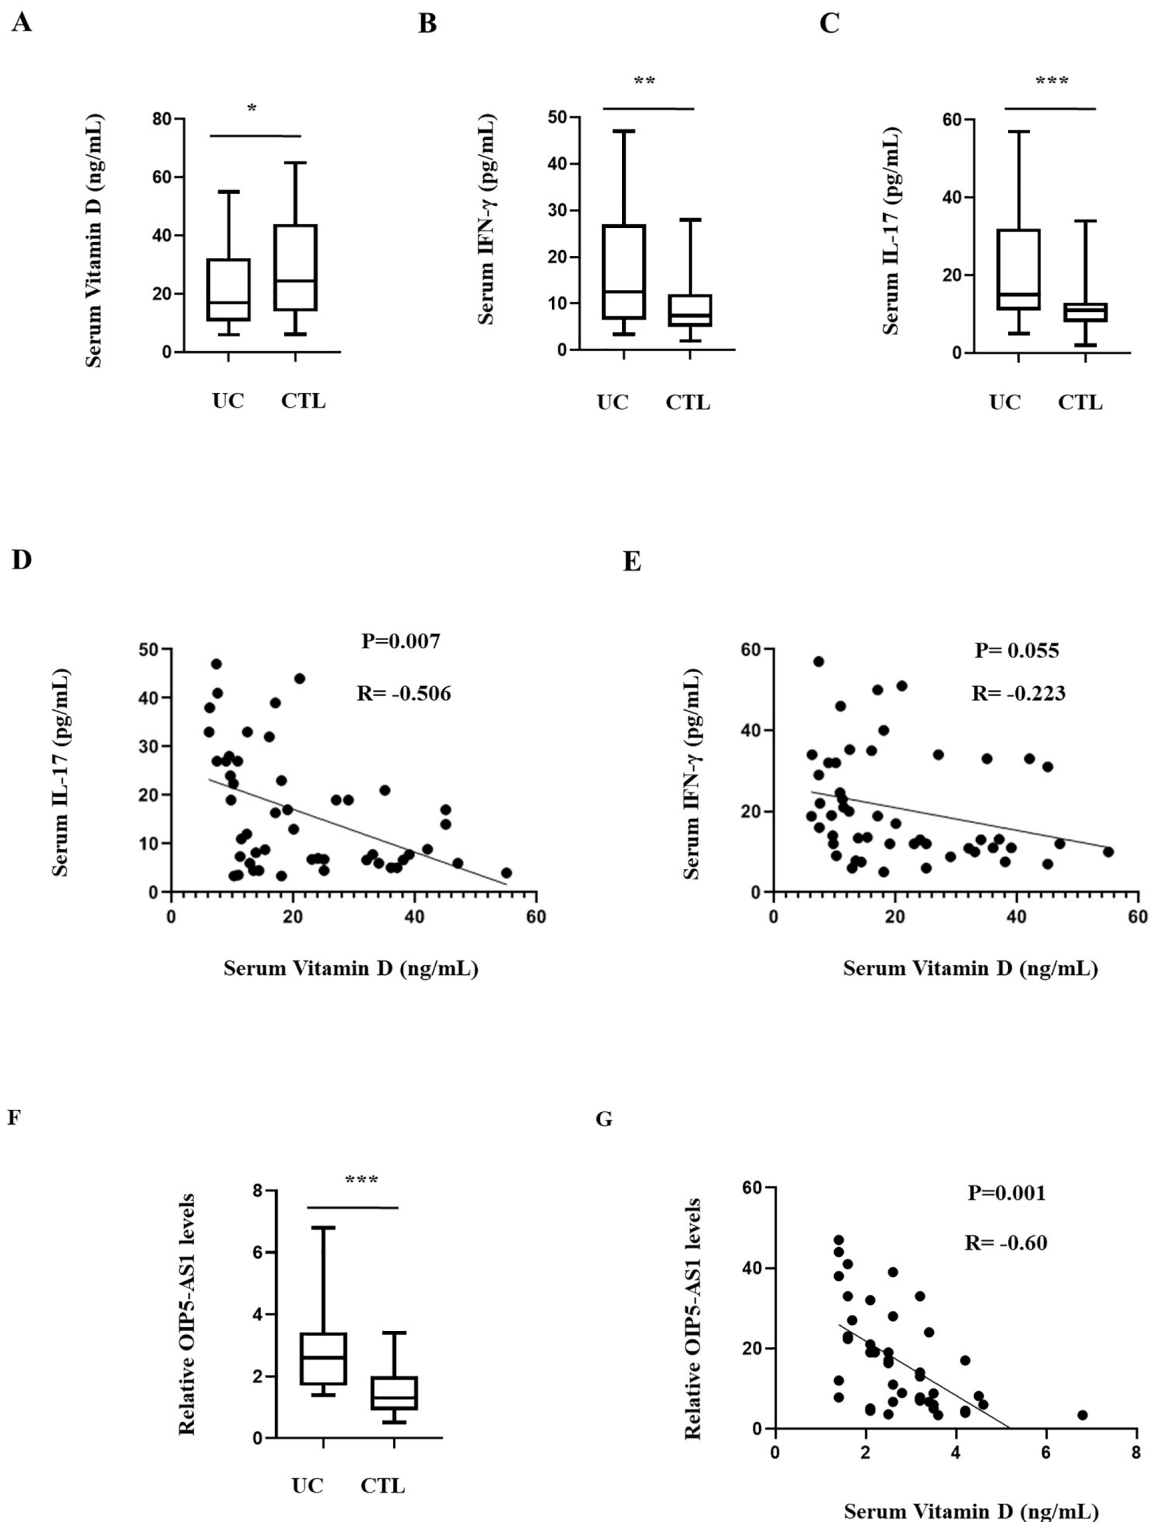 A
B
C
*
**
***
Serum Vitamin D (ng/mL)
80
60
40
20
0
UC CTL
Serum IFN-γ (pg/mL)
50
40
30
20
10
0
UC CTL
Serum IL-17 (pg/mL)
60
40
20
0
UC CTL
D
E
P=0.007
R= -0.506
Serum IL-17 (pg/mL)
50
40
30
20
10
0
0 20 40 60
Serum Vitamin D (ng/mL)
P= 0.055
R= -0.223
Serum IFN-γ (pg/mL)
60
40
20
0
0 20 40 60
Serum Vitamin D (ng/mL)
F
G
***
Relative OIP5-AS1 levels
8
6
4
2
0
UC CTL
P=0.001
R= -0.60
Relative OIP5-AS1 levels
60
40
20
0
0 2 4 6 8
Serum Vitamin D (ng/mL)